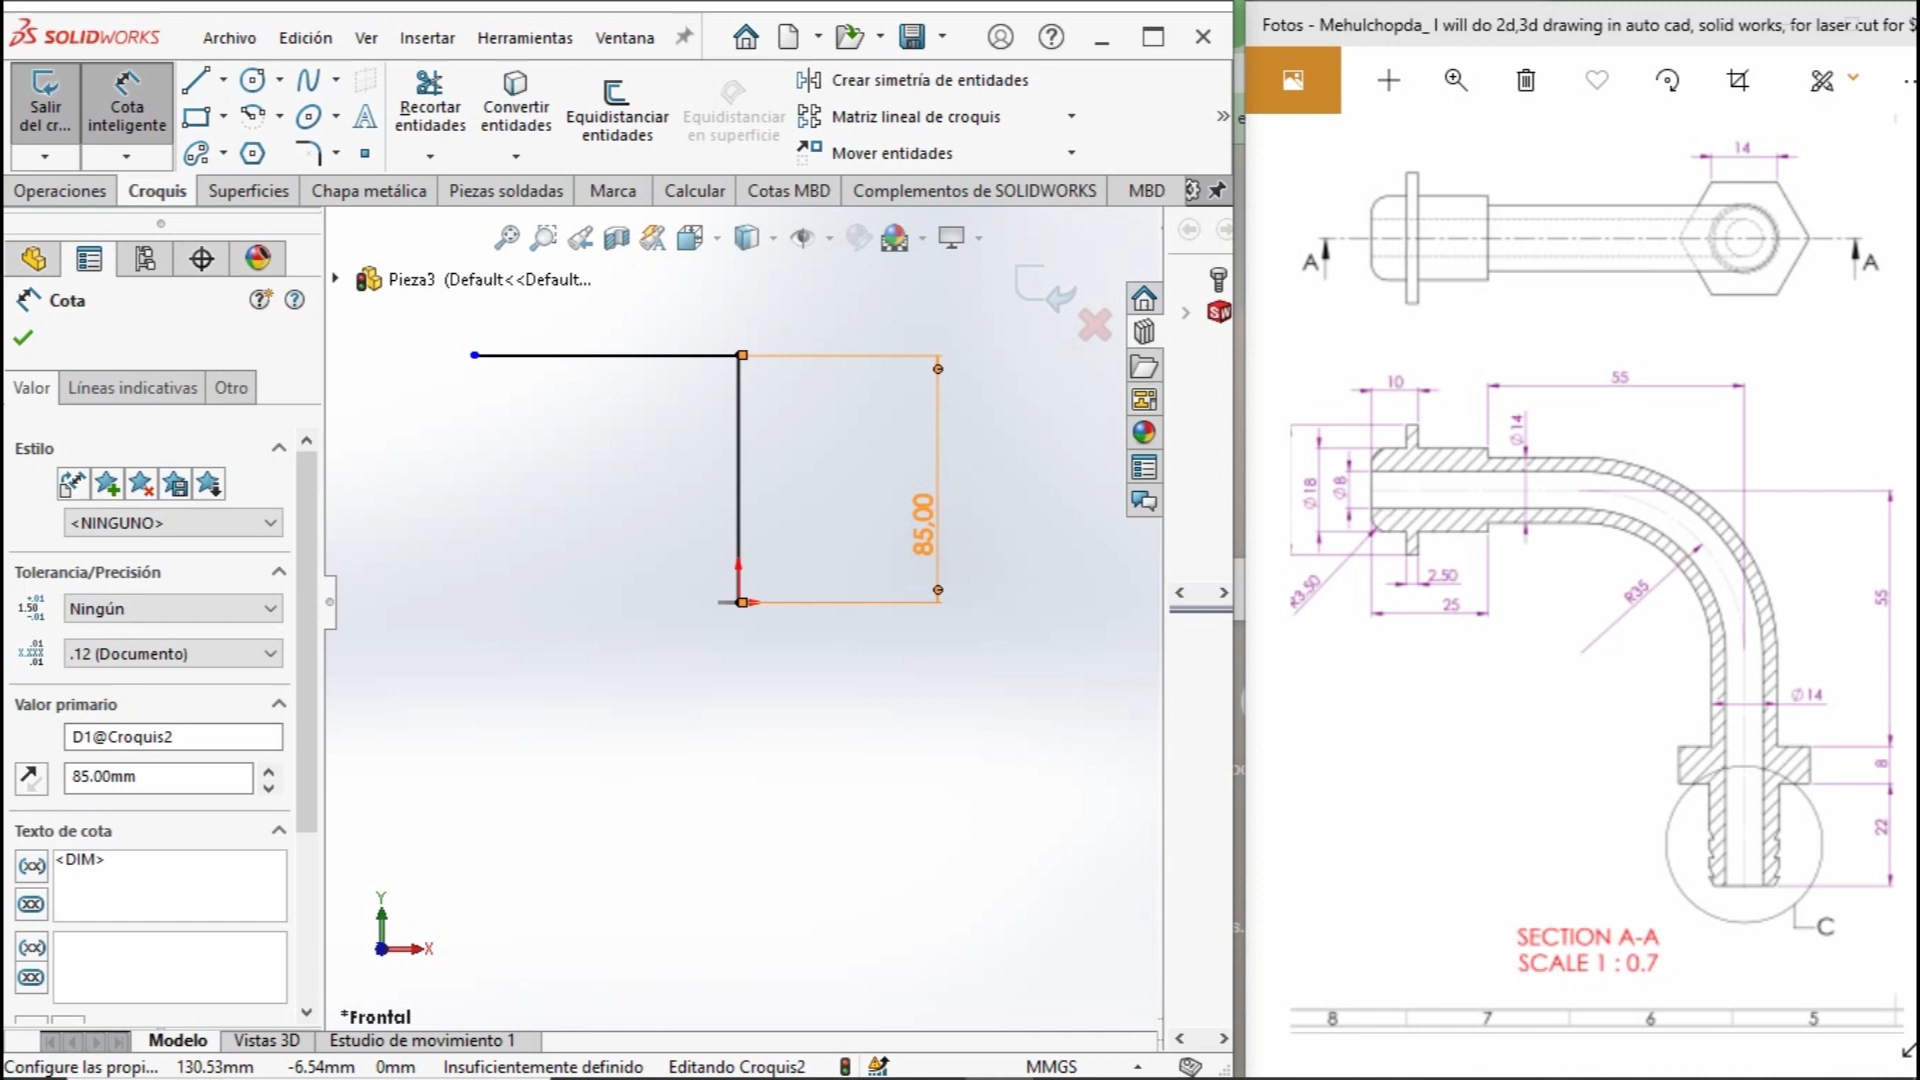 SOLIDWORKS
Archivo Edición Ver Insertar Herramientas Ventana
Salir del cr...
Cota inteligente
Recortar entidades
Convertir entidades
Equidistanciar entidades
Equidistanciar en superficie
Crear simetría de entidades
Matriz lineal de croquis
Mover entidades
Operaciones Croquis Superficies Chapa metálica Piezas soldadas Marca Calcular Cotas MBD Complementos de SOLIDWORKS MBD
Pieza3 (Default<<Default...
Cota
Valor Líneas indicativas Otro
Estilo
<NINGUNO>
Tolerancia/Precisión
Ningún
.12 (Documento)
Valor primario
D1@Croquis2
85.00mm
Texto de cota
<DIM>
85,00
Y
X
*Frontal
Modelo Vistas 3D Estudio de movimiento 1
Configure las propi... 130.53mm -6.54mm 0mm Insuficientemente definido Editando Croquis2 MMGS
Fotos - Mehulchopda_ I will do 2d,3d drawing in auto cad, solid works, for laser cut for $
14
A A
10 55
Ø14
Ø18
Ø8
R3.50
2.50
25
R35
55
Ø14
8
22
C
SECTION A-A
SCALE 1 : 0.7
8 7 6 5